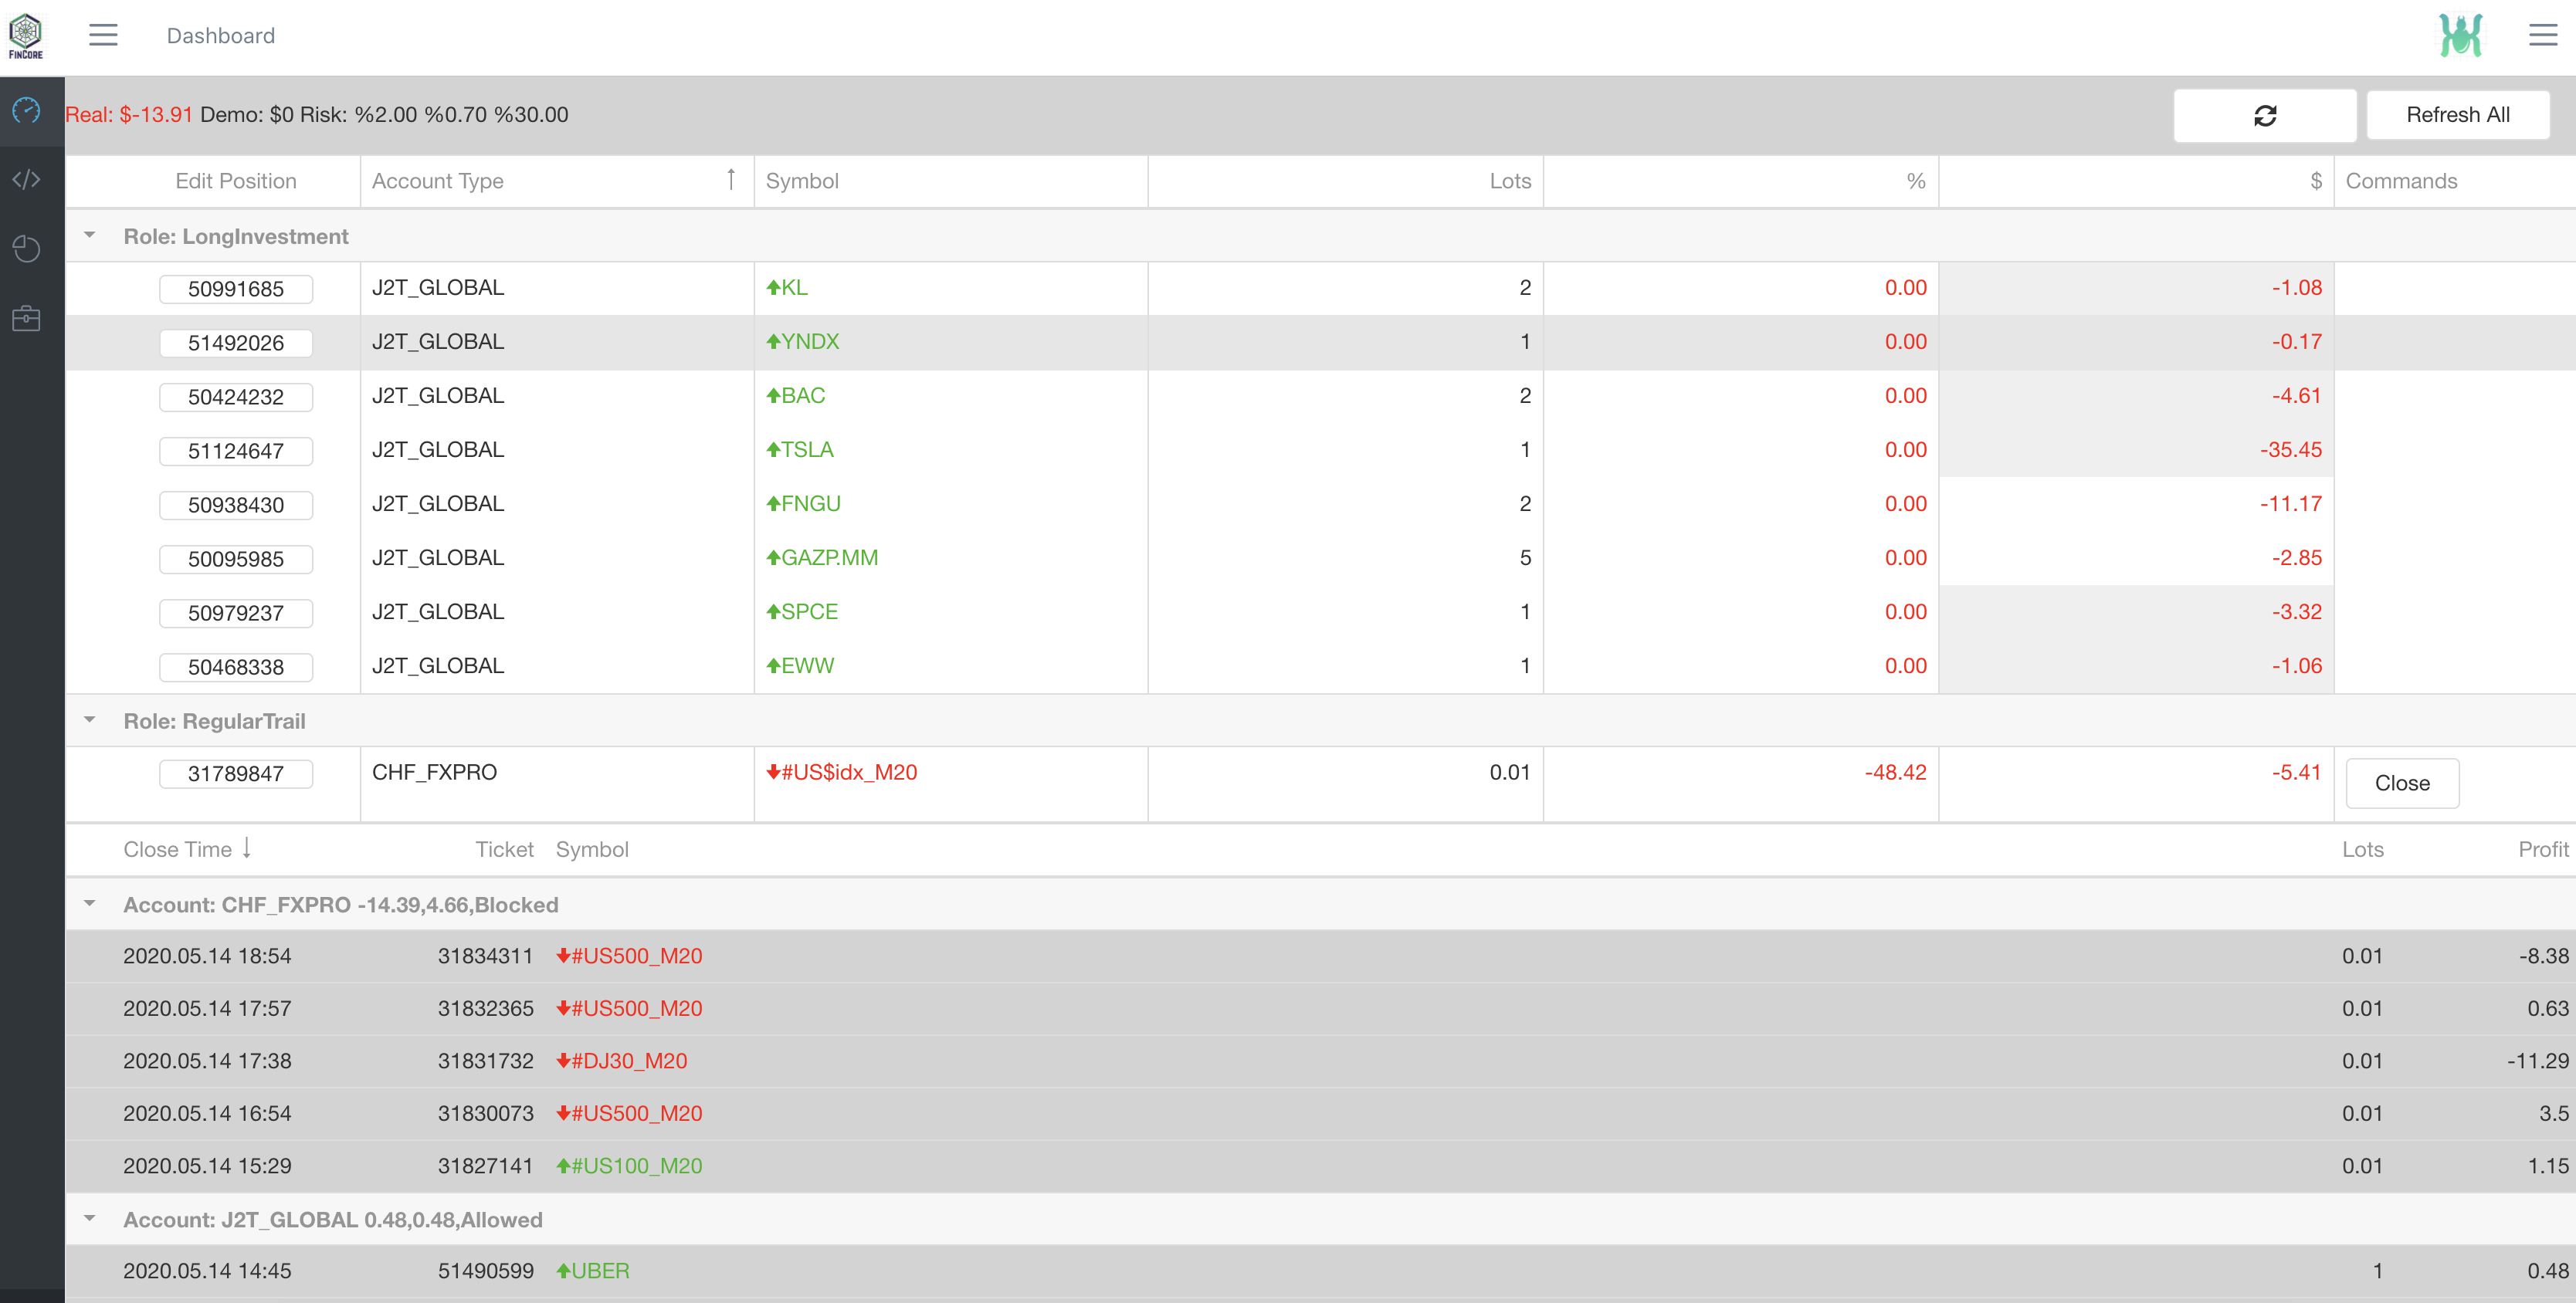 FINCORE
Dashboard
Real: $-13.91 Demo: $0 Risk: %2.00 %0.70 %30.00
Refresh All
Edit Position Account Type Symbol Lots % $ Commands
Role: LongInvestment
50991685 J2T_GLOBAL KL 2 0.00 -1.08
51492026 J2T_GLOBAL YNDX 1 0.00 -0.17
50424232 J2T_GLOBAL BAC 2 0.00 -4.61
51124647 J2T_GLOBAL TSLA 1 0.00 -35.45
50938430 J2T_GLOBAL FNGU 2 0.00 -11.17
50095985 J2T_GLOBAL GAZP.MM 5 0.00 -2.85
50979237 J2T_GLOBAL SPCE 1 0.00 -3.32
50468338 J2T_GLOBAL EWW 1 0.00 -1.06
Role: RegularTrail
31789847 CHF_FXPRO #US$idx_M20 0.01 -48.42 -5.41 Close
Close Time Ticket Symbol Lots Profit
Account: CHF_FXPRO -14.39,4.66,Blocked
2020.05.14 18:54 31834311 #US500_M20 0.01 -8.38
2020.05.14 17:57 31832365 #US500_M20 0.01 0.63
2020.05.14 17:38 31831732 #DJ30_M20 0.01 -11.29
2020.05.14 16:54 31830073 #US500_M20 0.01 3.5
2020.05.14 15:29 31827141 #US100_M20 0.01 1.15
Account: J2T_GLOBAL 0.48,0.48,Allowed
2020.05.14 14:45 51490599 UBER 1 0.48